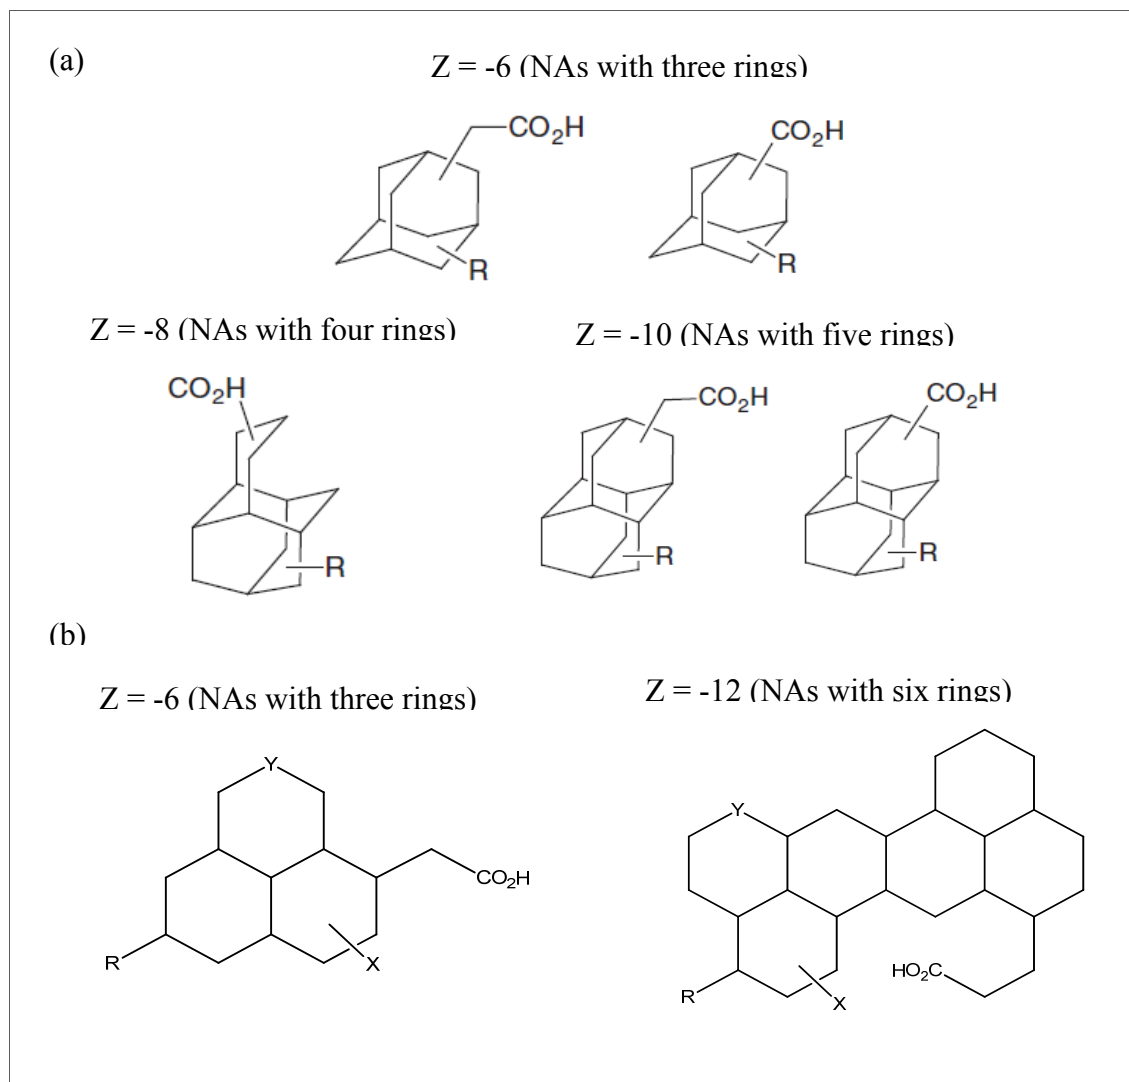 (a)
Z = -6 (NAs with three rings)
CO₂H
CO₂H
R
R
Z = -8 (NAs with four rings)
Z = -10 (NAs with five rings)
CO₂H
CO₂H
CO₂H
R
R
R
(b)
Z = -6 (NAs with three rings)
Z = -12 (NAs with six rings)
Y
CO₂H
R
X
Y
HO₂C
R
X